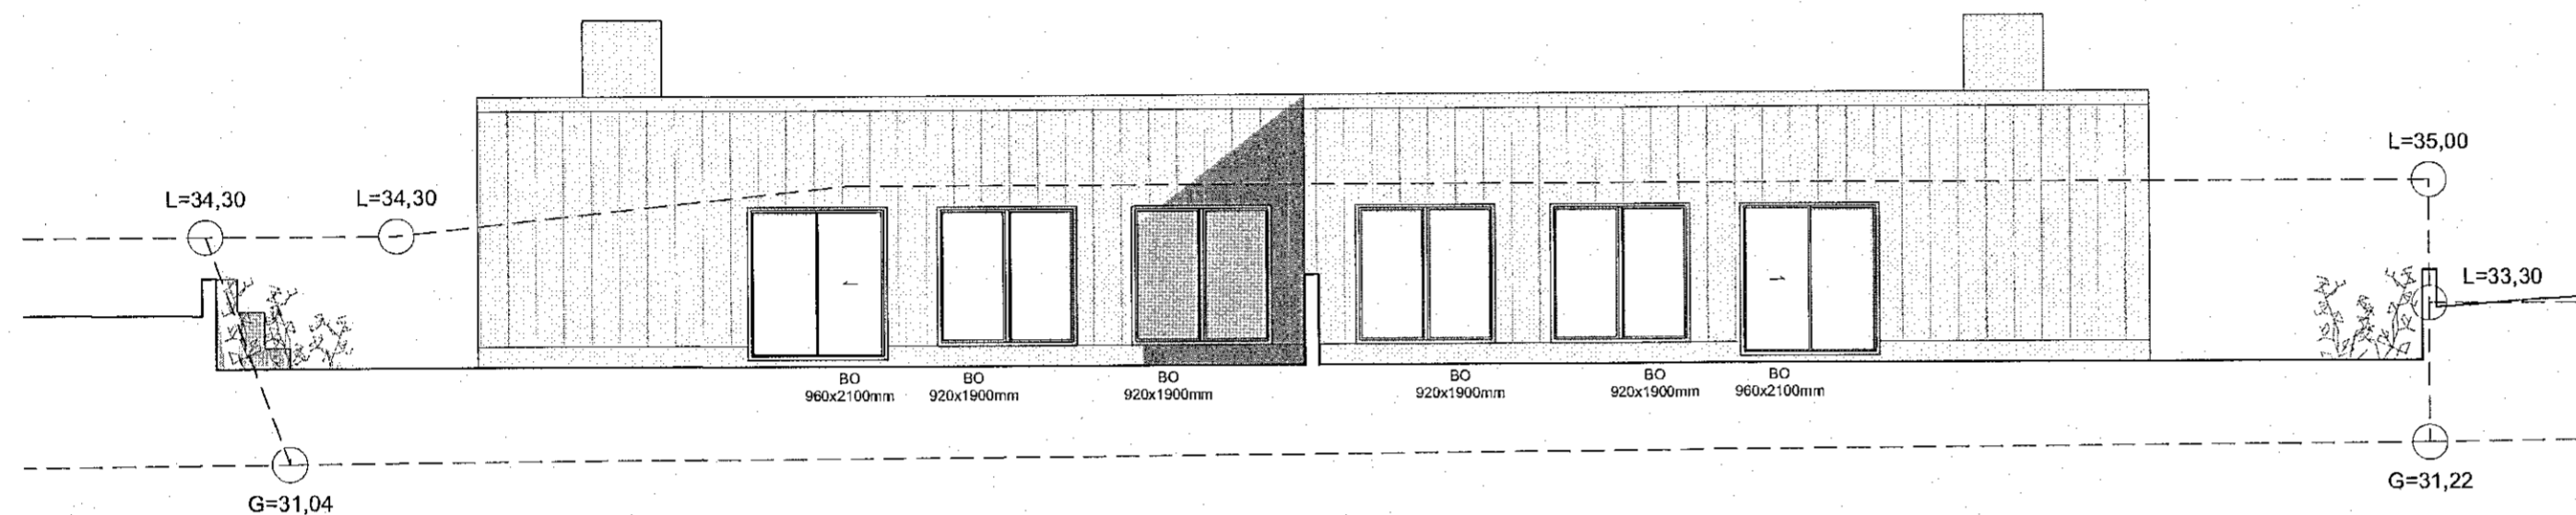 L=35,00
L=34,30
L=34,30
L=33,30
BO
960x2100mm
BO
920x1900mm
BO
920x1900mm
BO
920x1900mm
BO
920x1900mm
BO
960x2100mm
G=31,04
G=31,22